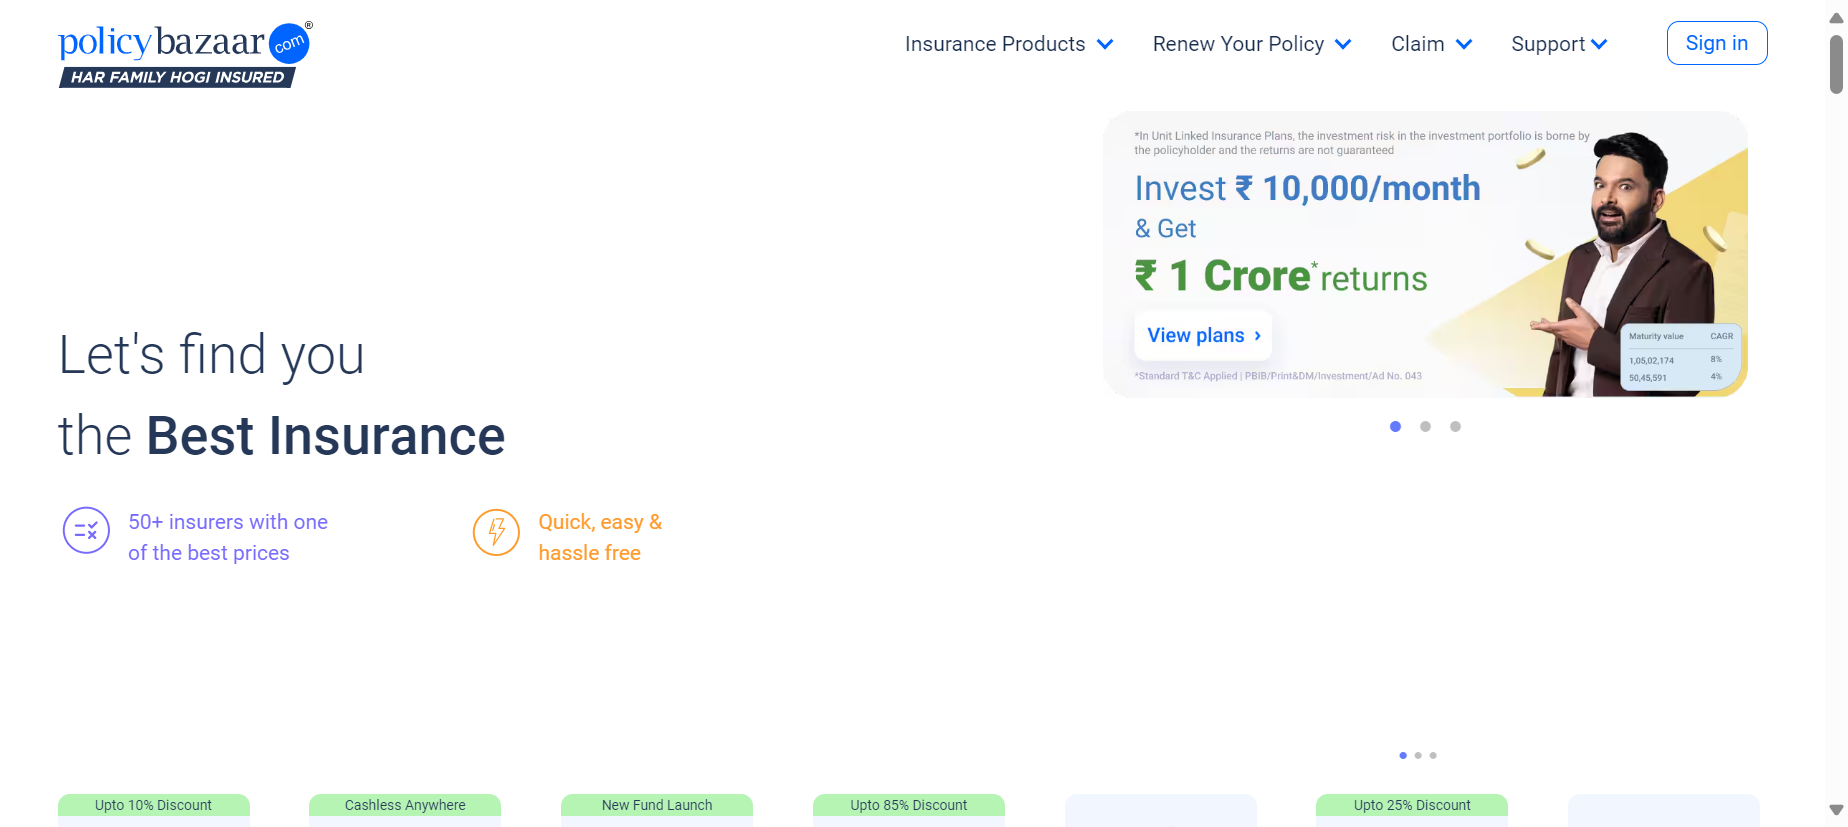 policybazaar.com®
HAR FAMILY HOGI INSURED
Insurance Products
Renew Your Policy
Claim
Support
Sign in
*In Unit Linked Insurance Plans, the investment risk in the investment portfolio is borne by
the policyholder and the returns are not guaranteed
Invest ₹ 10,000/month
& Get
₹ 1 Crore* returns
View plans ›
Maturity value CAGR
1,05,02,174 8%
50,45,591 4%
*Standard T&C Applied | PBIB/Print&DM/Investment/Ad No. 043
Let's find you
the Best Insurance
50+ insurers with one
of the best prices
Quick, easy &
hassle free
Upto 10% Discount
Cashless Anywhere
New Fund Launch
Upto 85% Discount
Upto 25% Discount